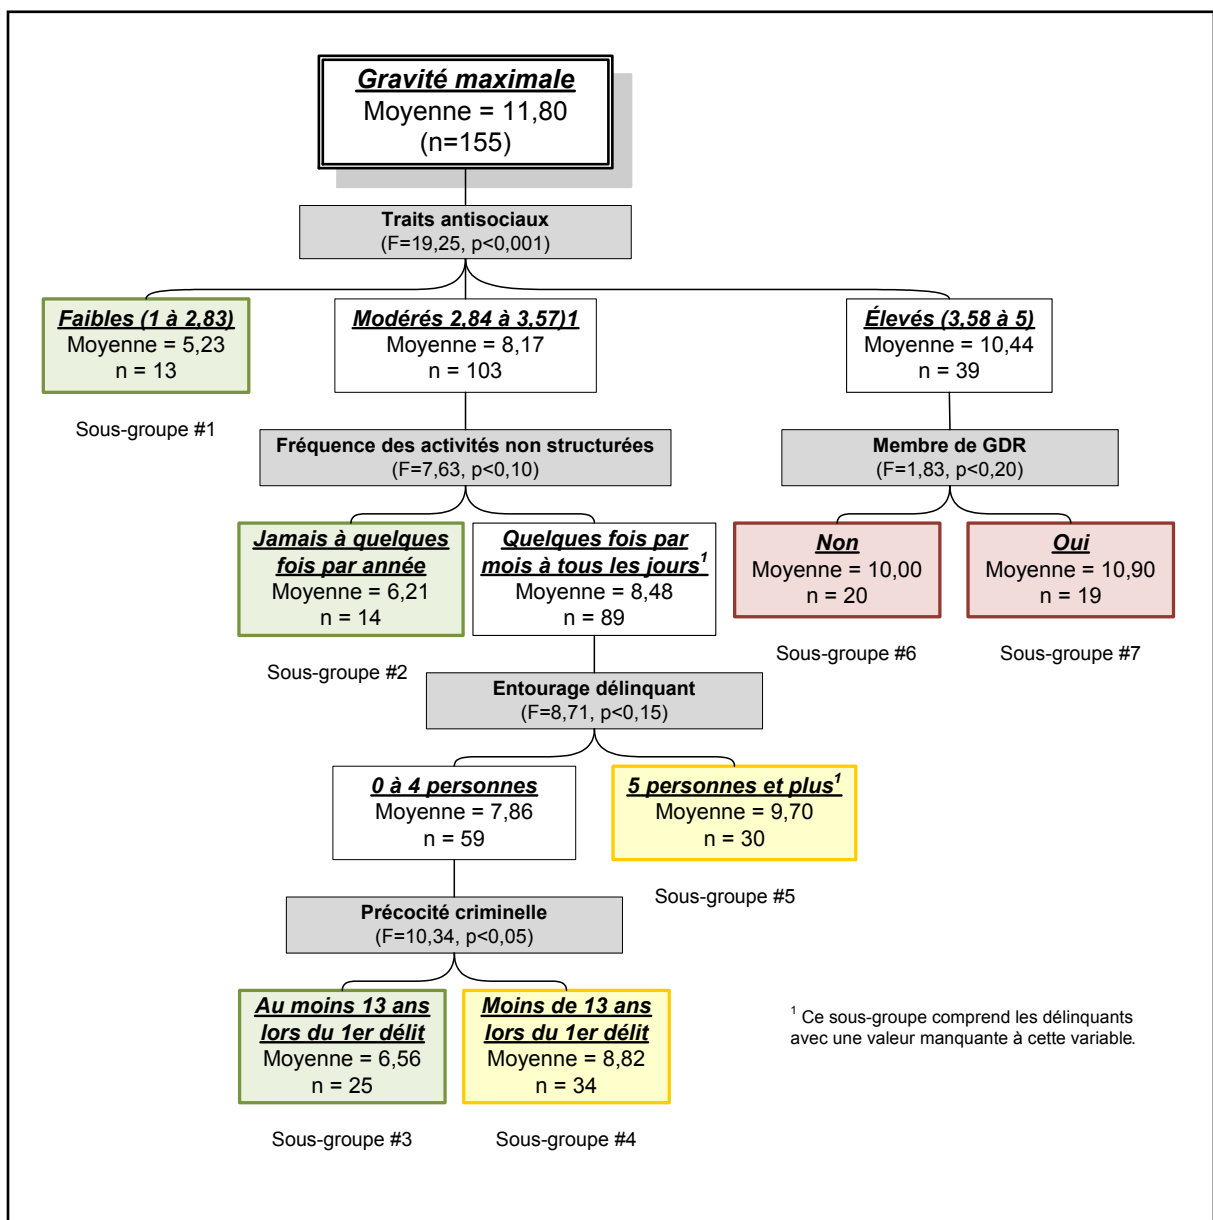 Gravité maximale
Moyenne = 11,80
(n=155)
Traits antisociaux
(F=19,25, p<0,001)
Faibles (1 à 2,83)
Moyenne = 5,23
n = 13
Sous-groupe #1
Modérés 2,84 à 3,57)1
Moyenne = 8,17
n = 103
Élevés (3,58 à 5)
Moyenne = 10,44
n = 39
Fréquence des activités non structurées
(F=7,63, p<0,10)
Membre de GDR
(F=1,83, p<0,20)
Jamais à quelques
fois par année
Moyenne = 6,21
n = 14
Sous-groupe #2
Quelques fois par
mois à tous les jours¹
Moyenne = 8,48
n = 89
Non
Moyenne = 10,00
n = 20
Sous-groupe #6
Oui
Moyenne = 10,90
n = 19
Sous-groupe #7
Entourage délinquant
(F=8,71, p<0,15)
0 à 4 personnes
Moyenne = 7,86
n = 59
5 personnes et plus¹
Moyenne = 9,70
n = 30
Sous-groupe #5
Précocité criminelle
(F=10,34, p<0,05)
Au moins 13 ans
lors du 1er délit
Moyenne = 6,56
n = 25
Sous-groupe #3
Moins de 13 ans
lors du 1er délit
Moyenne = 8,82
n = 34
Sous-groupe #4
¹ Ce sous-groupe comprend les délinquants
avec une valeur manquante à cette variable.